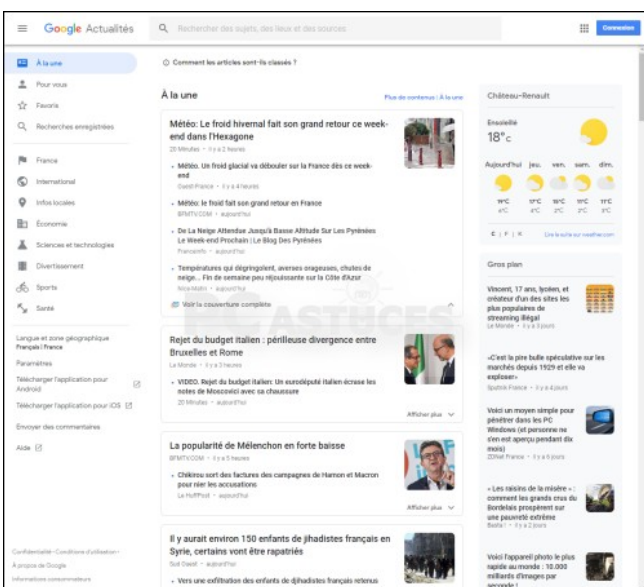 Google Actualités
Rechercher des sujets, des lieux et des sources
Connexion
À la une
Pour vous
Favoris
Recherches enregistrées
France
International
Infos locales
Économie
Sciences et technologies
Divertissement
Sports
Santé
Langue et zone géographique
Français | France
Paramètres
Télécharger l'application pour
Android
Télécharger l'application pour iOS
Envoyer des commentaires
Aide
Confidentialité · Conditions d'utilisation ·
À propos de Google
Informations consommateurs
Comment les articles sont-ils classés ?
À la une
Plus de contenus : À la une
Météo: Le froid hivernal fait son grand retour ce week-
end dans l'Hexagone
20 Minutes • il y a 2 heures
• Météo. Un froid glacial va débouler sur la France dès ce week-
end
Ouest-France • il y a 4 heures
• Météo: le froid fait son grand retour en France
BFMTV.COM • aujourd'hui
• De La Neige Attendue Jusqu'à Basse Altitude Sur Les Pyrénées
Le Week-end Prochain | Le Blog Des Pyrénées
Franceinfo • aujourd'hui
• Températures qui dégringolent, averses orageuses, chutes de
neige... Fin de semaine peu réjouissante sur la Côte d'Azur
Nice-Matin • aujourd'hui
Voir la couverture complète
ASTUCES
Rejet du budget italien : périlleuse divergence entre
Bruxelles et Rome
Le Monde • il y a 3 heures
• VIDEO. Rejet du budget italien: Un eurodéputé italien écrase les
notes de Moscovici avec sa chaussure
20 Minutes • aujourd'hui
Afficher plus
La popularité de Mélenchon en forte baisse
BFMTV.COM • il y a 5 heures
• Chikirou sort des factures des campagnes de Hamon et Macron
pour nier les accusations
Le HuffPost • aujourd'hui
Afficher plus
Il y aurait environ 150 enfants de jihadistes français en
Syrie, certains vont être rapatriés
Sud Ouest • aujourd'hui
• Vers une exfiltration des enfants de djihadistes français retenus
Château-Renault
Ensoleillé
18°C
Aujourd'hui jeu. ven. sam. dim.
19°C 17°C 16°C 11°C 11°C
C | F | K
Lire la suite sur weather.com
Gros plan
Vincent, 17 ans, lycéen, et
créateur d'un des sites les
plus populaires de
streaming illégal
Le Monde • il y a 3 jours
«C'est la pire bulle spéculative sur les
marchés depuis 1929 et elle va
exploser»
Sputnik France • il y a 4 jours
Voici un moyen simple pour
pénétrer dans les PC
Windows (et personne ne
s'en est aperçu pendant dix
mois)
ZDNet France • il y a 6 jours
« Les raisins de la misère » :
comment les grands crus du
Bordelais prospèrent sur
une pauvreté extrême
Basta ! • il y a 2 jours
Voici l'appareil photo le plus
rapide au monde : 10.000
milliards d'images par
seconde !